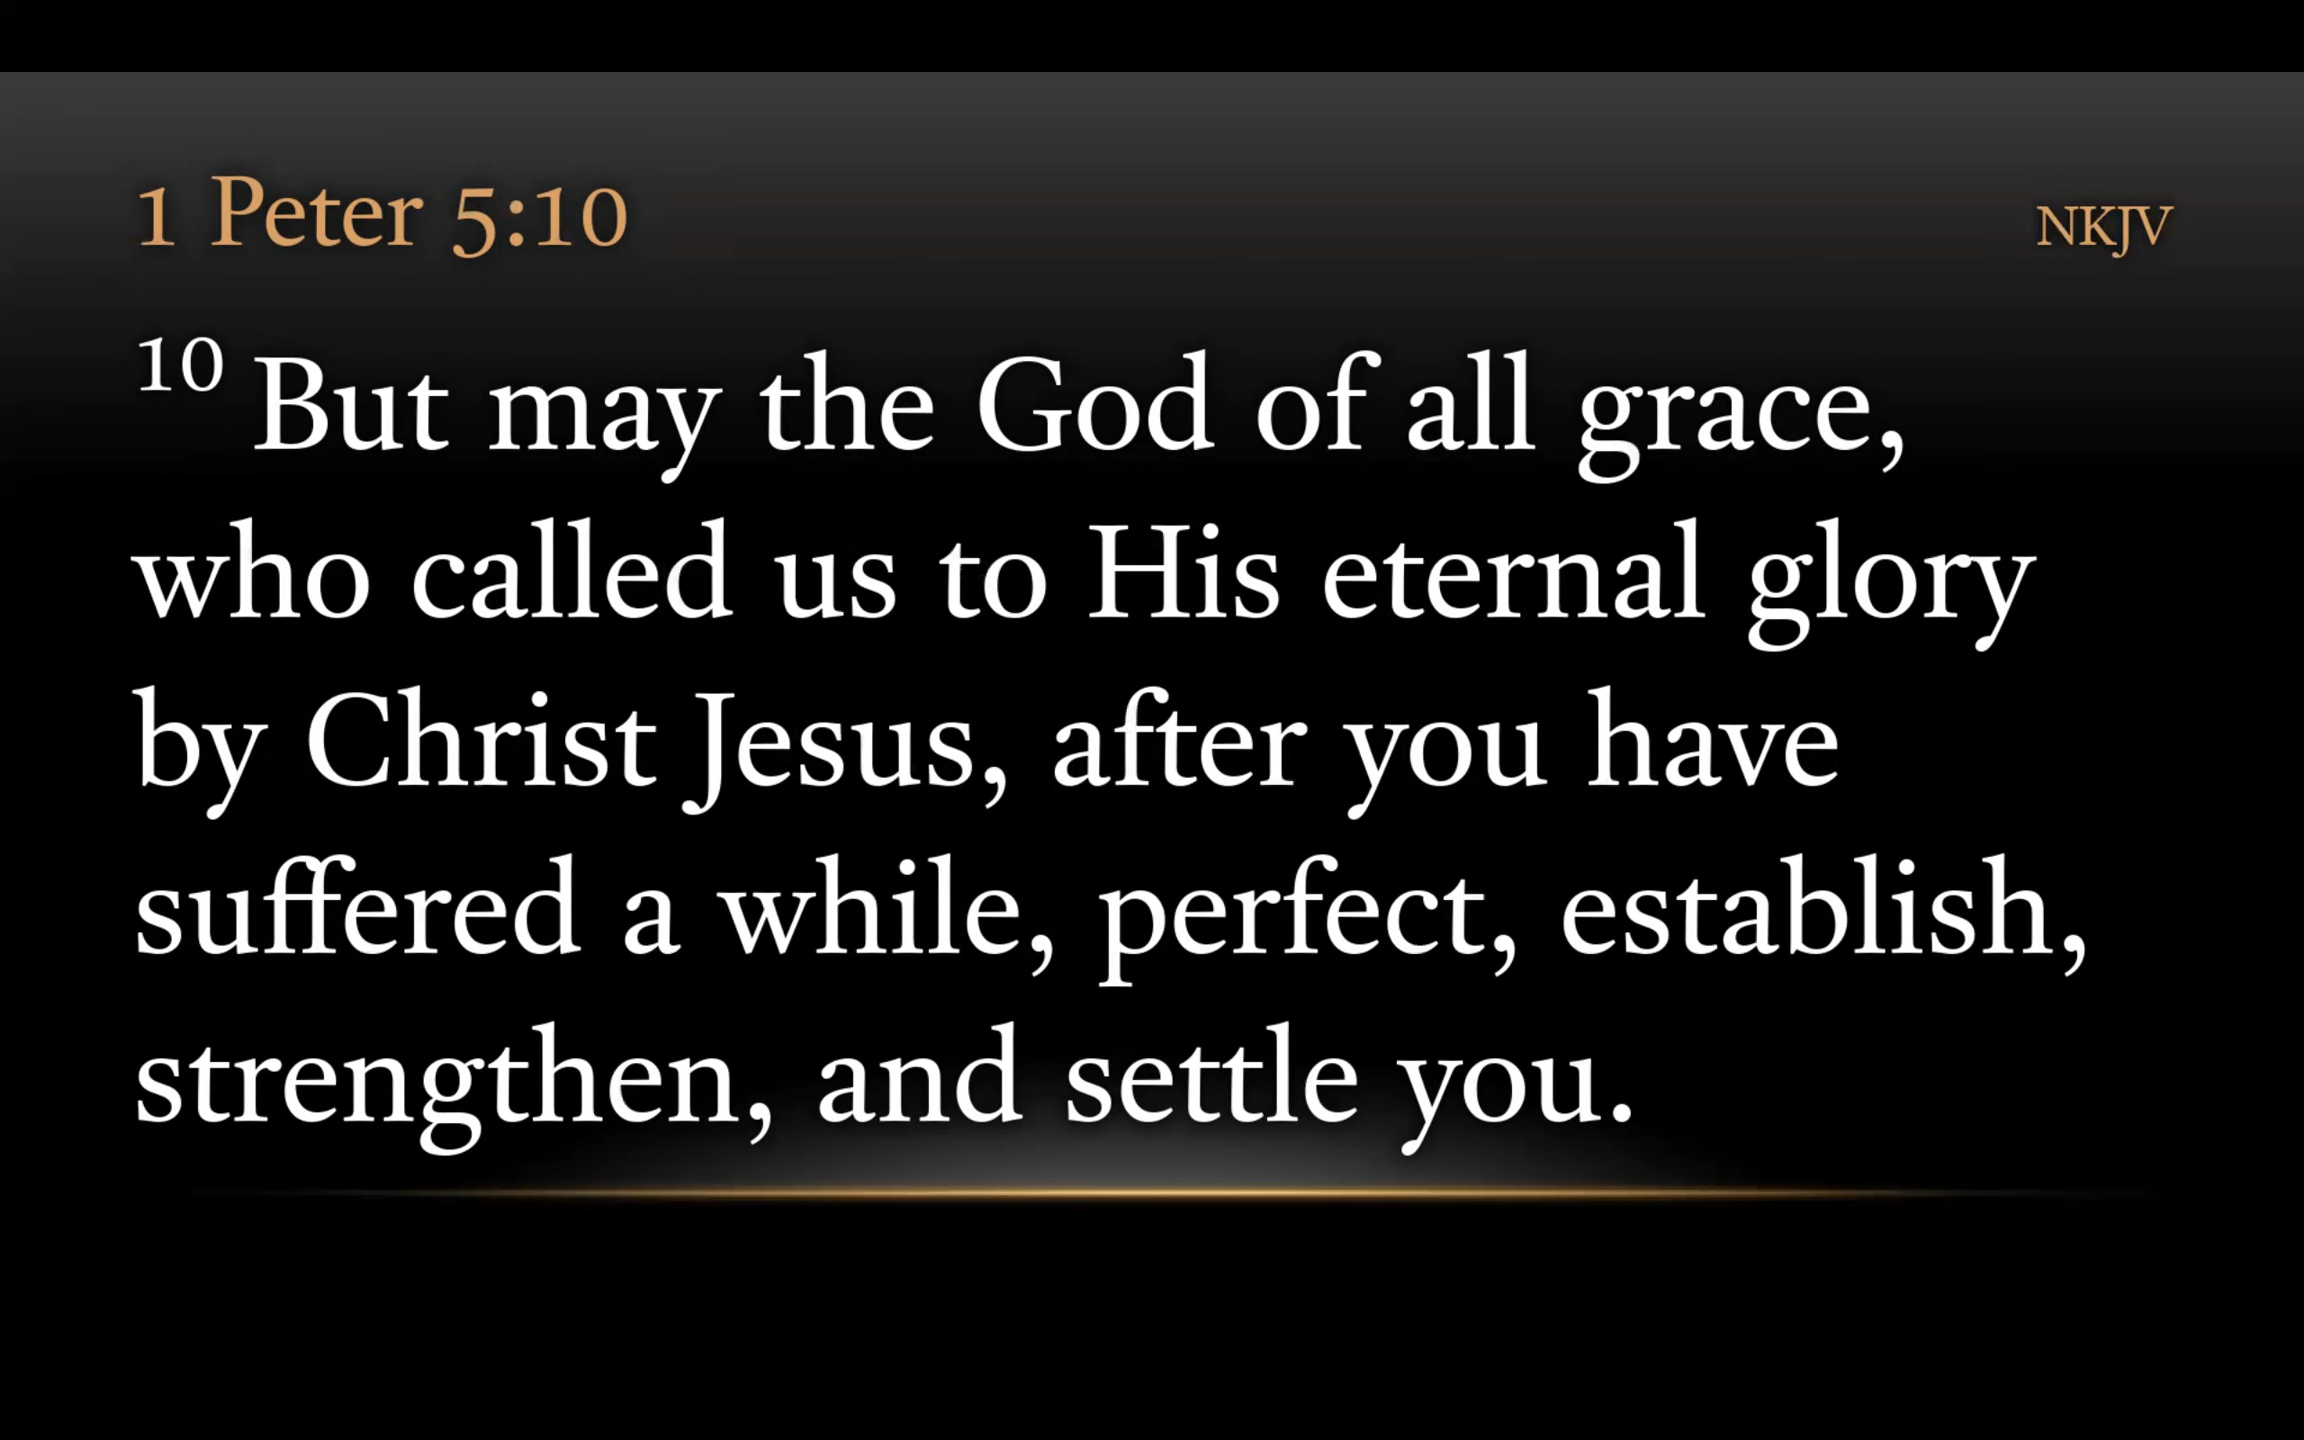 1 Peter 5:10 NKJV
10 But may the God of all grace,
who called us to His eternal glory
by Christ Jesus, after you have
suffered a while, perfect, establish,
strengthen, and settle you.